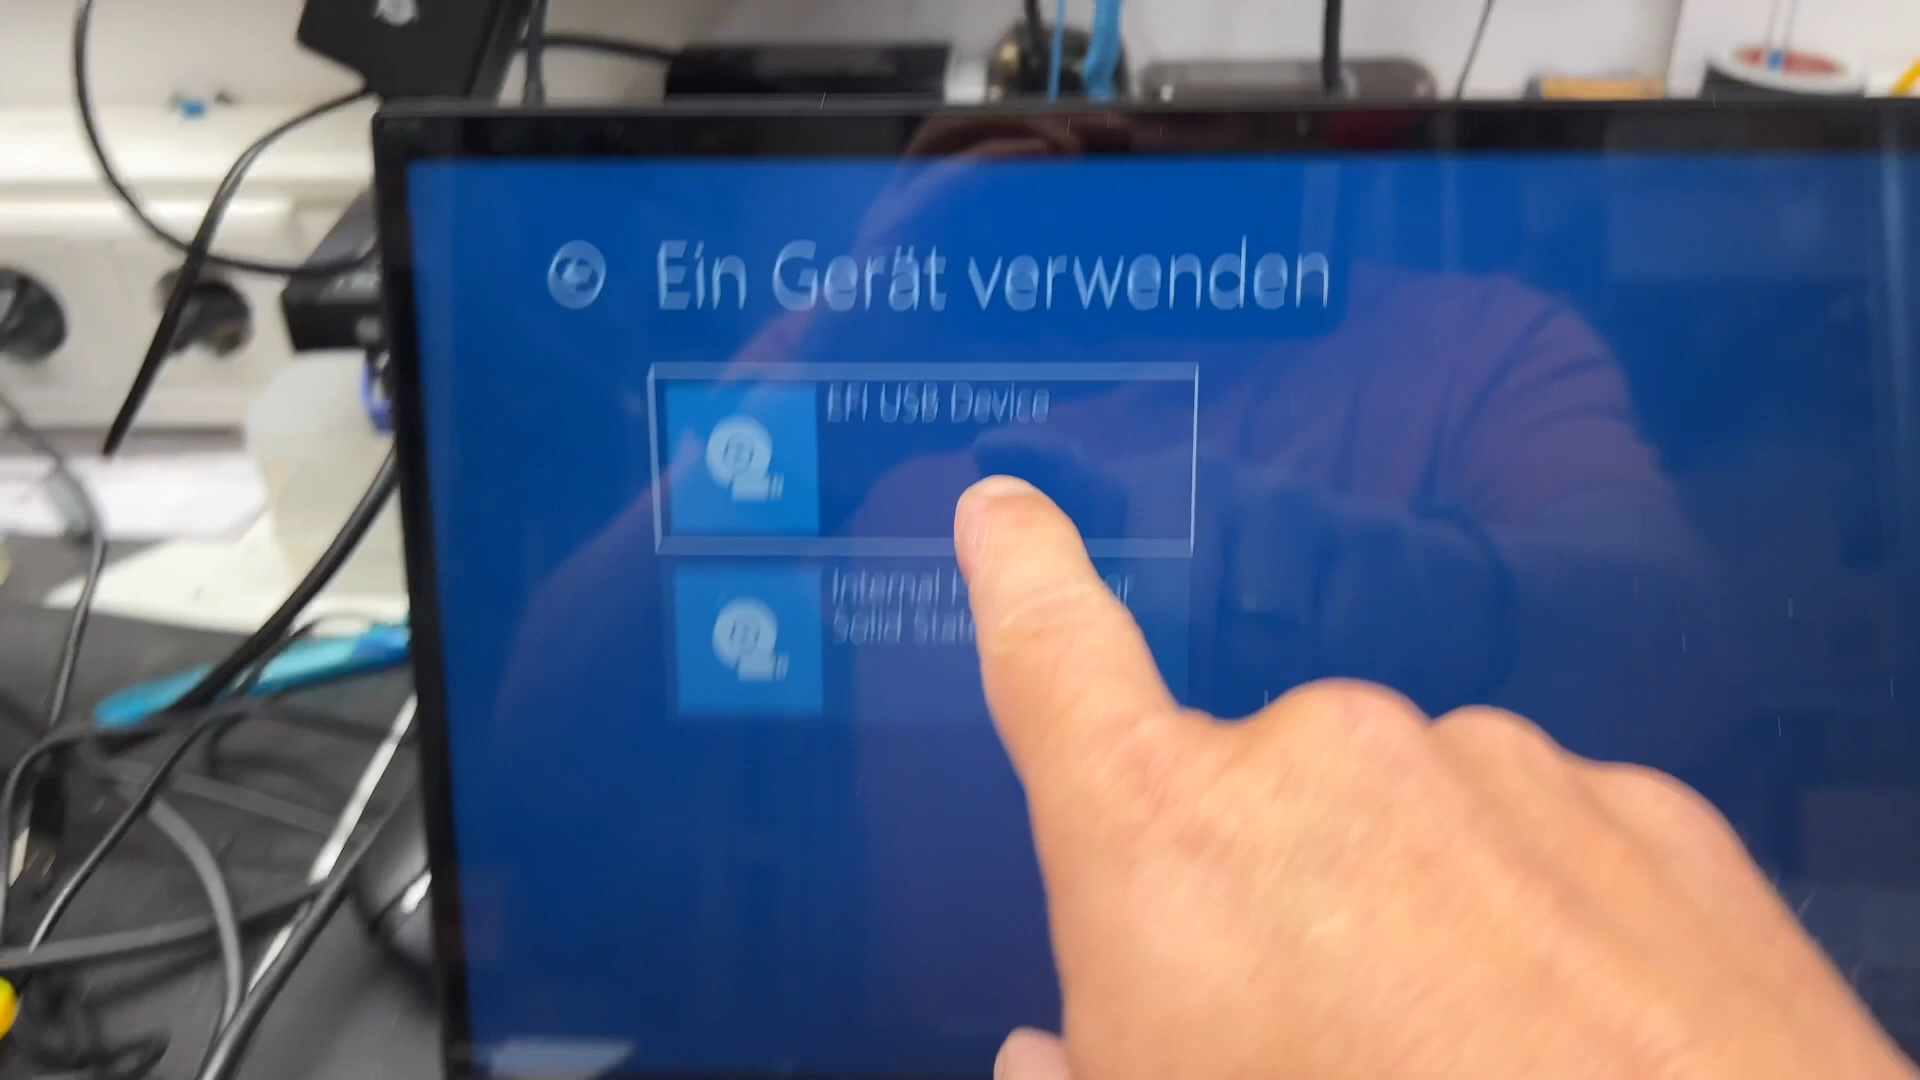 Ein Gerät verwenden
EFI USB Device
Internal
Solid State